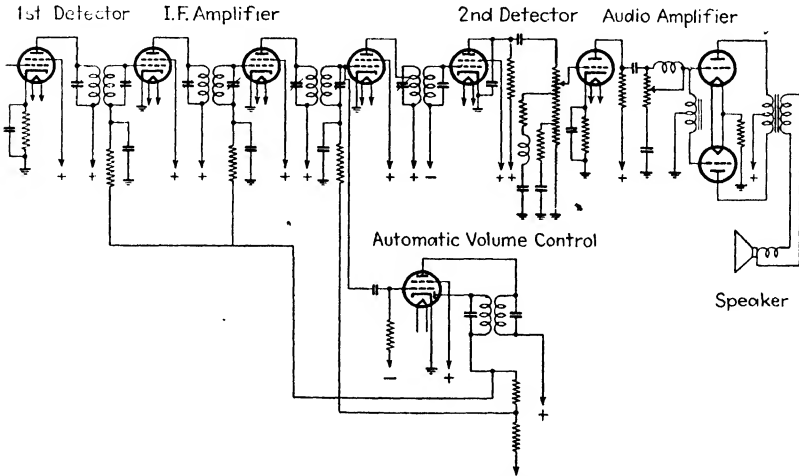 1st Detector I.F. Amplifier 2nd Detector Audio Amplifier
+ + + + + + + + - + +
Automatic Volume Control
Speaker
- + +